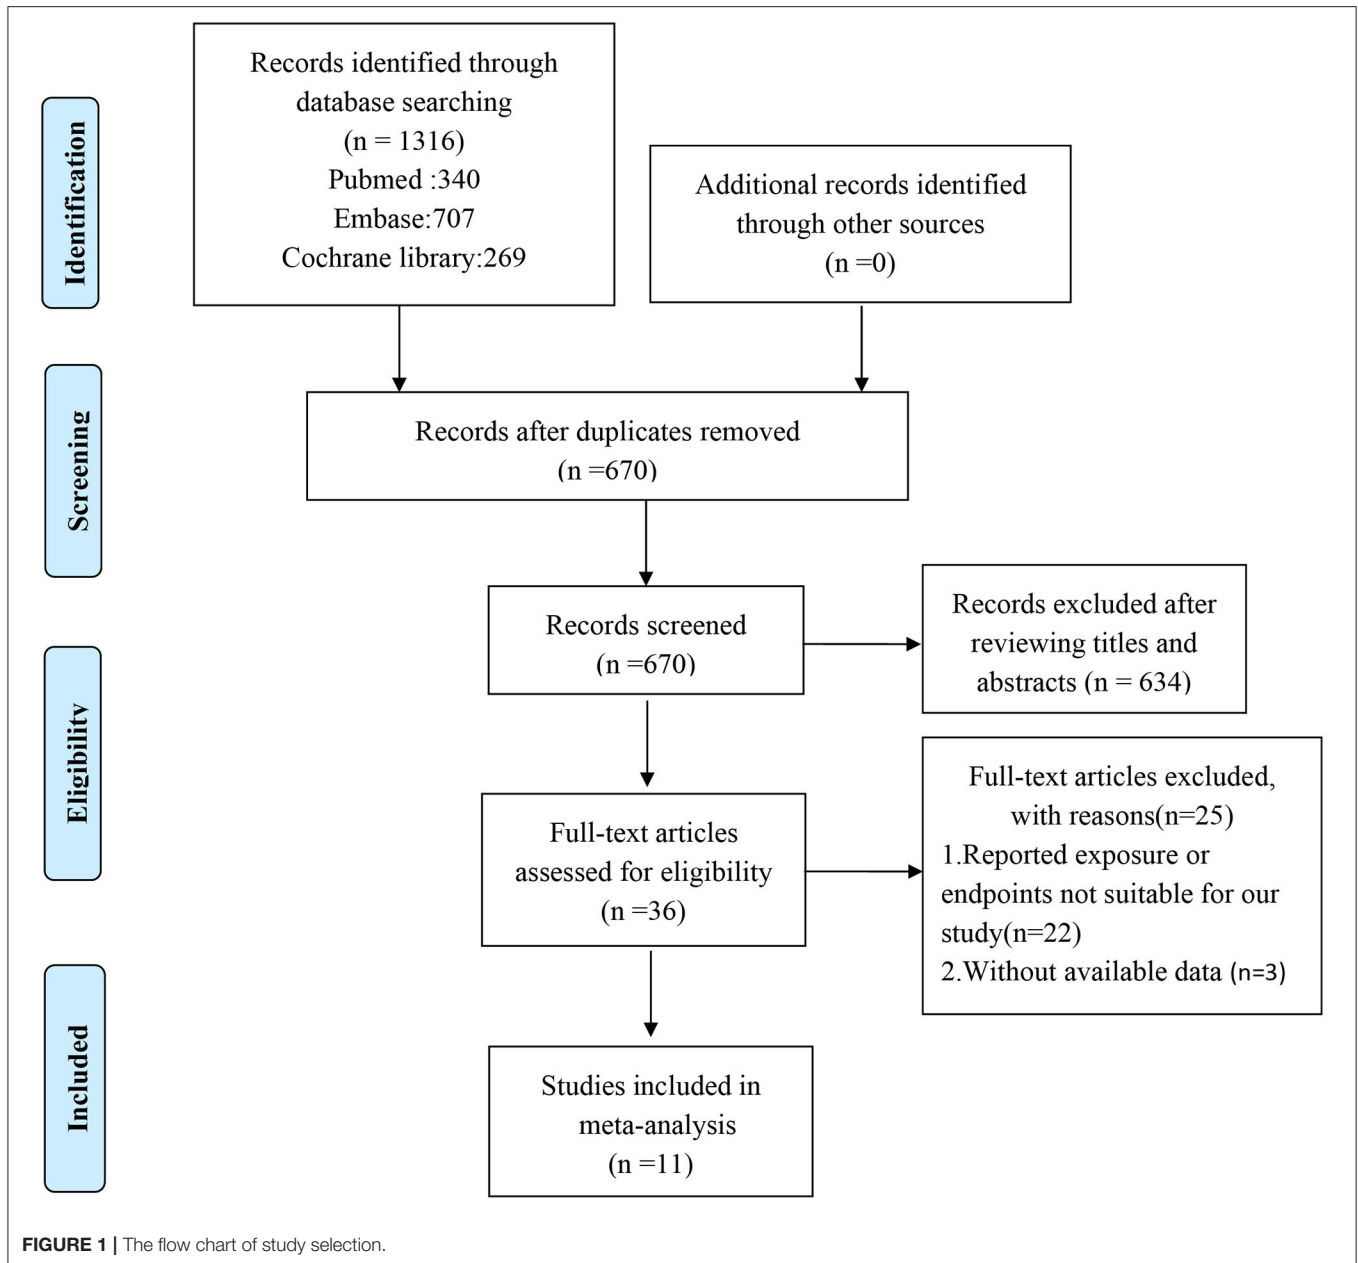 Identification
Records identified through
database searching
(n = 1316)
Pubmed :340
Embase:707
Cochrane library:269
Additional records identified
through other sources
(n =0)
Screening
Records after duplicates removed
(n =670)
Records screened
(n =670)
Records excluded after
reviewing titles and
abstracts (n = 634)
Eligibility
Full-text articles
assessed for eligibility
(n =36)
Full-text articles excluded,
with reasons(n=25)
1.Reported exposure or
endpoints not suitable for our
study(n=22)
2.Without available data (n=3)
Included
Studies included in
meta-analysis
(n =11)
FIGURE 1 | The flow chart of study selection.